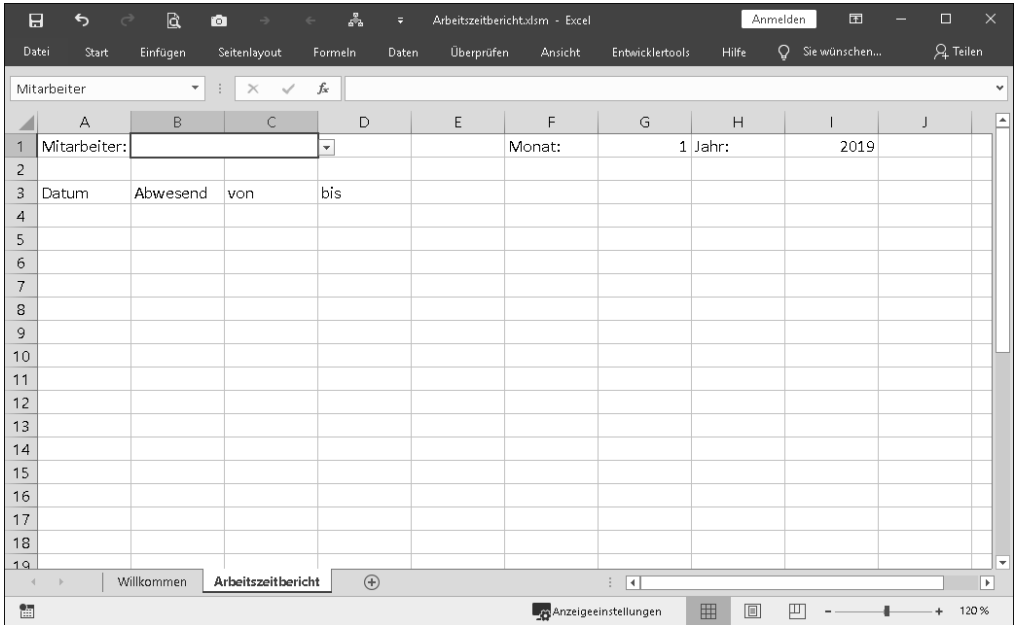 Arbeitszeitbericht.xlsm - Excel Anmelden
Datei Start Einfügen Seitenlayout Formeln Daten Überprüfen Ansicht Entwicklertools Hilfe Sie wünschen... Teilen
Mitarbeiter fx
A B C D E F G H I J
1 Mitarbeiter: Monat: 1 Jahr: 2019
2
3 Datum Abwesend von bis
4
5
6
7
8
9
10
11
12
13
14
15
16
17
18
19
Willkommen Arbeitszeitbericht
Anzeigeeinstellungen - + 120 %